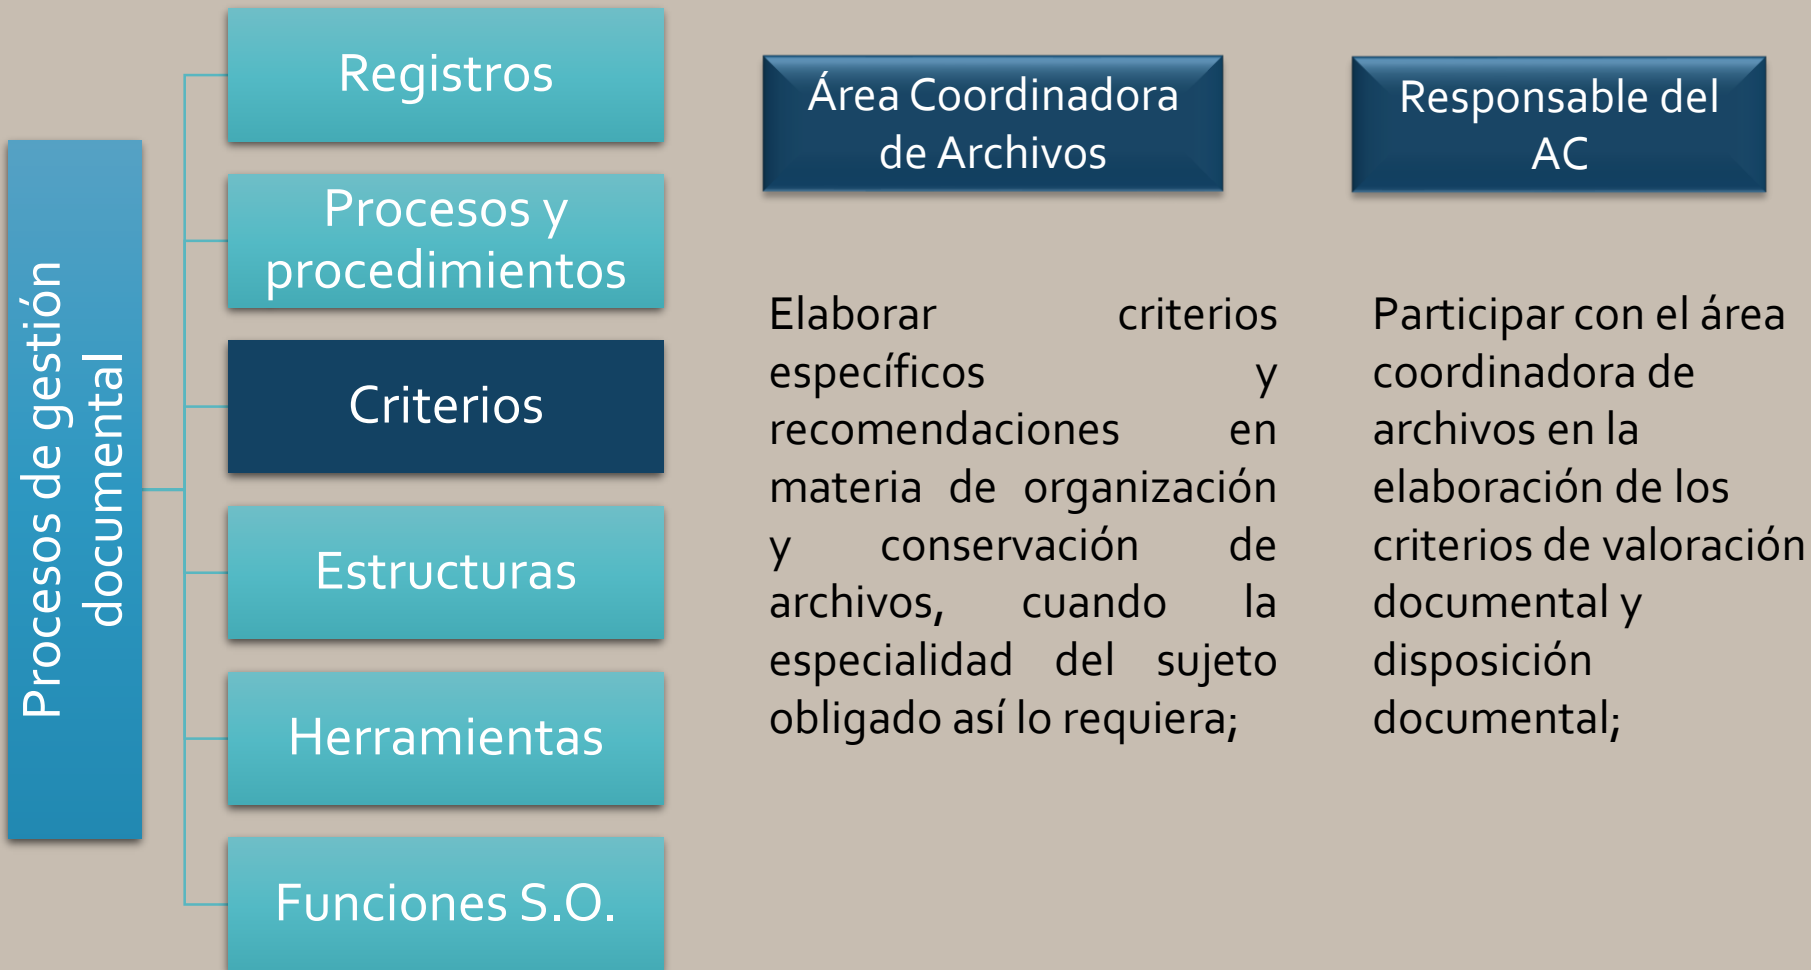 Procesos de gestión
documental
Registros
Procesos y
procedimientos
Criterios
Estructuras
Herramientas
Funciones S.O.
Área Coordinadora
de Archivos
Elaborar criterios
específicos y
recomendaciones en
materia de organización
y conservación de
archivos, cuando la
especialidad del sujeto
obligado así lo requiera;
Responsable del
AC
Participar con el área
coordinadora de
archivos en la
elaboración de los
criterios de valoración
documental y
disposición
documental;